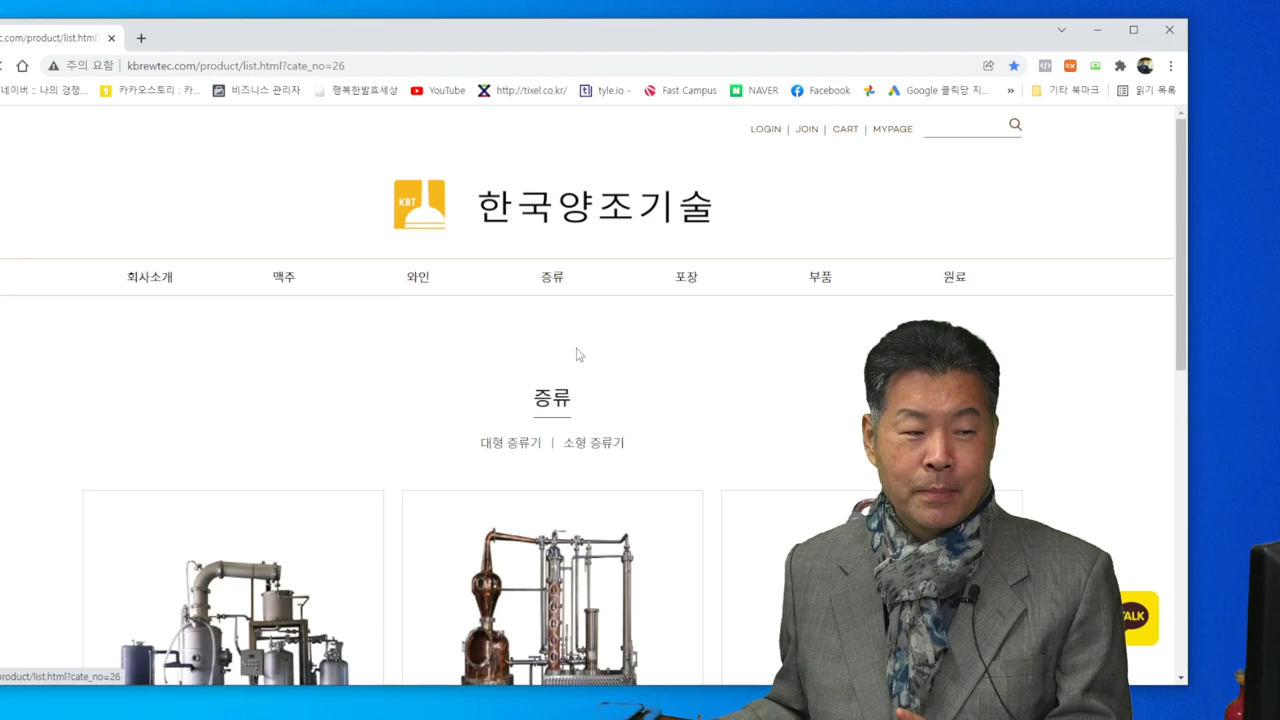 c.com/product/list.html?
주의 요함 kbrewtec.com/product/list.html?cate_no=26
네이버 :: 나의 경쟁... 카카오스토리 : 카... 비즈니스 관리자 행복한발효세상 YouTube http://tixel.co.kr/ tyle.io - Fast Campus NAVER Facebook Google 클릭당 지... » 기타 북마크 읽기 목록
LOGIN | JOIN | CART | MYPAGE
KBT 한국양조기술
회사소개 맥주 와인 증류 포장 부품 원료
증류
대형 증류기 | 소형 증류기
TALK
product/list.html?cate_no=26